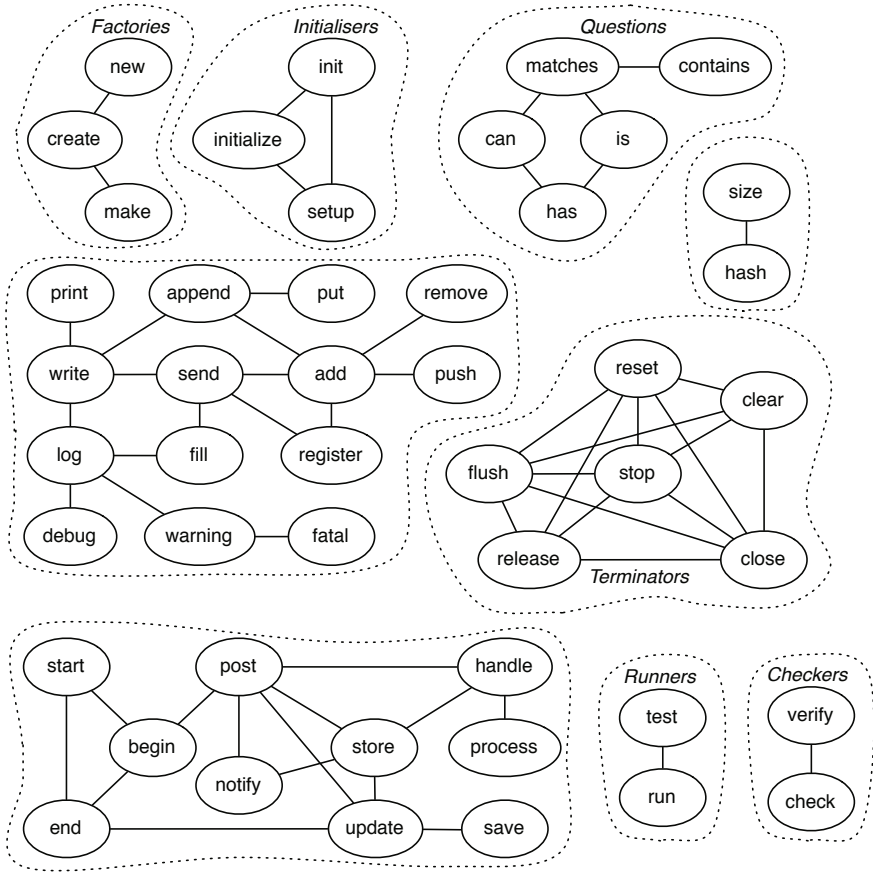 Factories
new
create
make
Initialisers
init
initialize
setup
Questions
matches
contains
can
is
has
size
hash
print
append
put
remove
write
send
add
push
log
fill
register
debug
warning
fatal
reset
clear
flush
stop
release
close
Terminators
start
post
handle
begin
store
process
notify
end
update
save
Runners
test
run
Checkers
verify
check